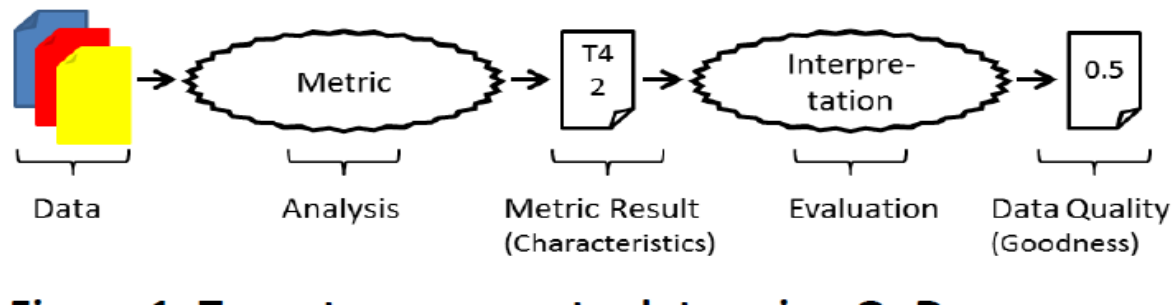 T4
2
Metric
Interpre-
tation
0.5
Data
Analysis
Metric Result
(Characteristics)
Evaluation
Data Quality
(Goodness)